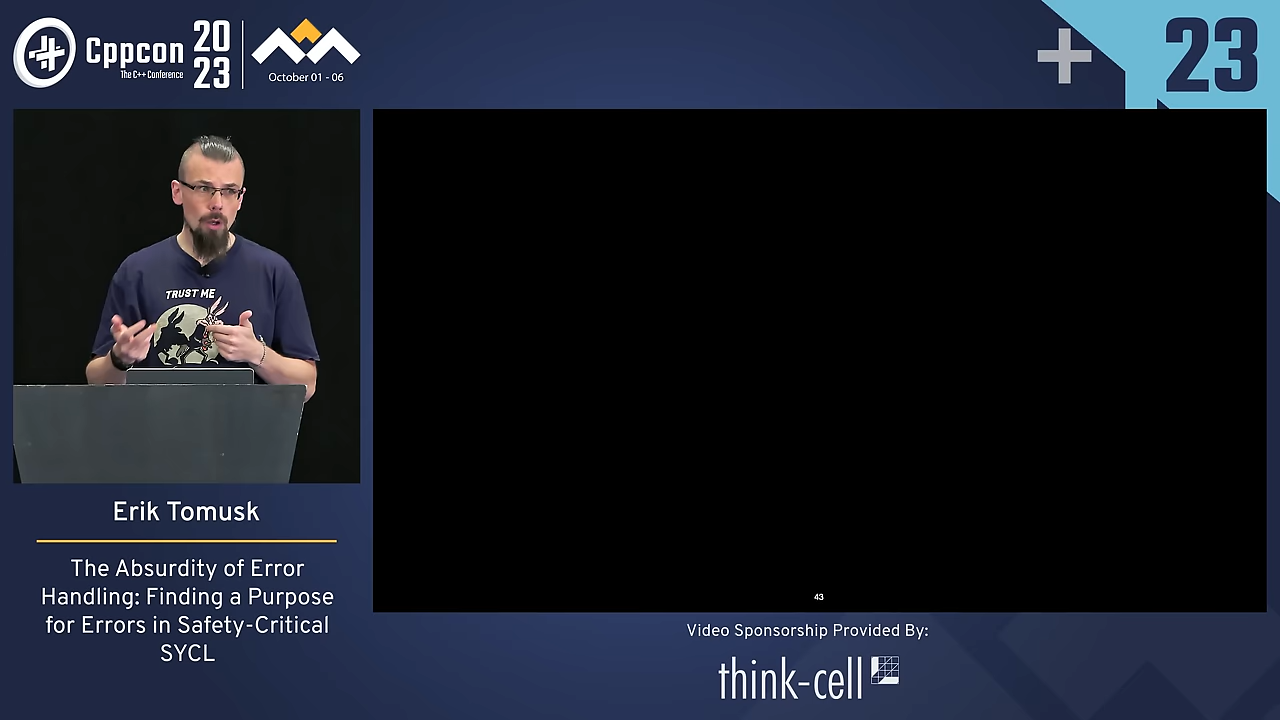 Cppcon
The C++ Conference
20
23
October 01 - 06
23
TRUST ME
43
Erik Tomusk
The Absurdity of Error
Handling: Finding a Purpose
for Errors in Safety-Critical
SYCL
Video Sponsorship Provided By:
think-cell